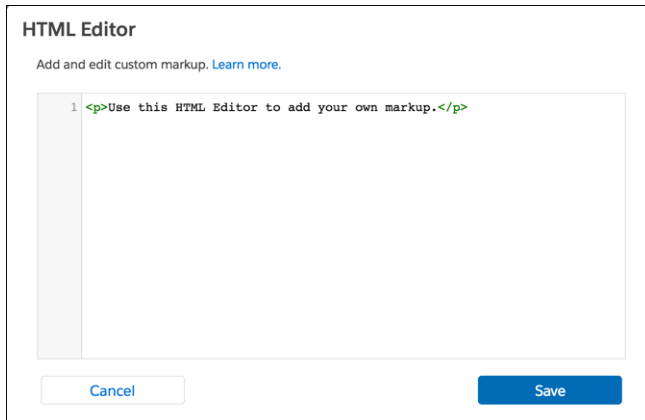 HTML Editor
Add and edit custom markup. Learn more.
1 <p>Use this HTML Editor to add your own markup.</p>
Cancel Save